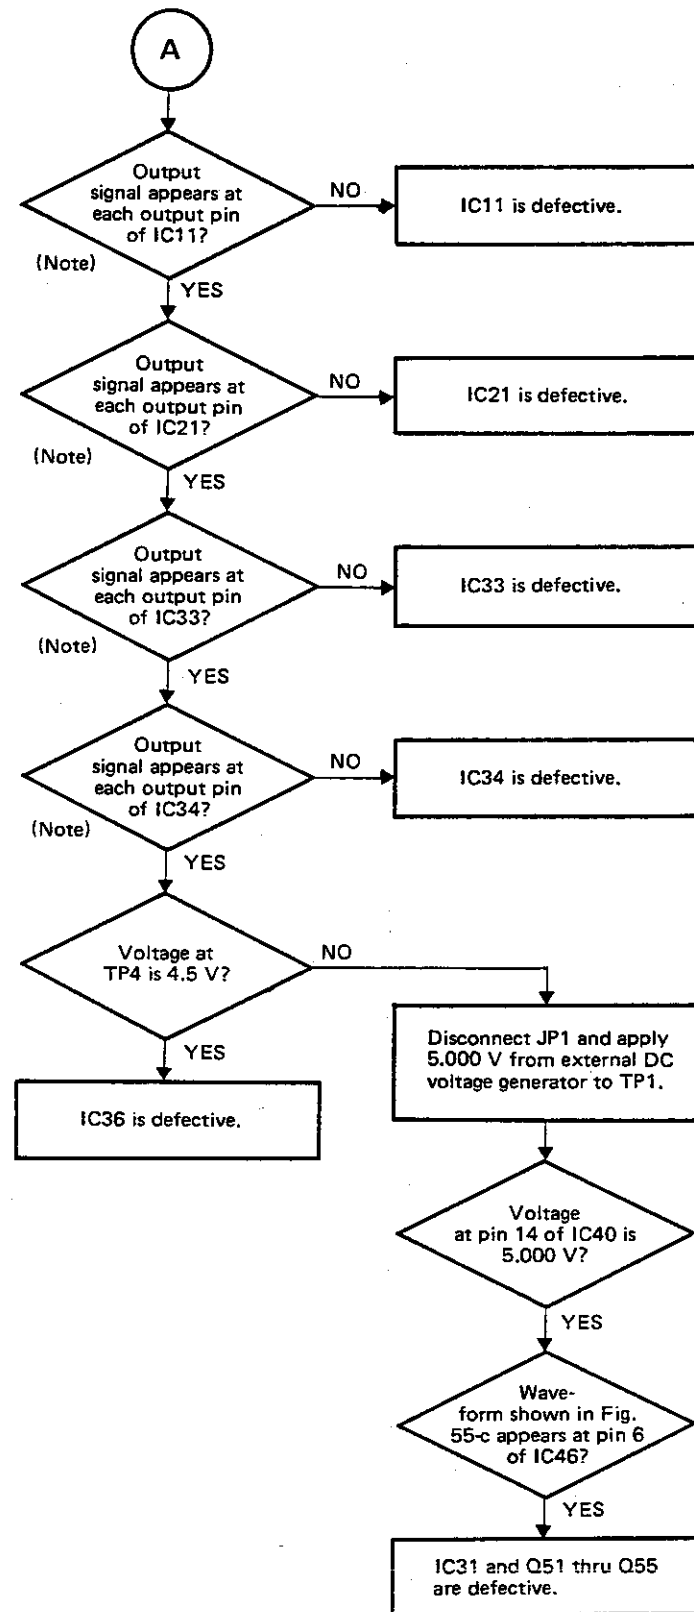 A
Output
signal appears at
each output pin
of IC11?
NO
IC11 is defective.
(Note)
YES
Output
signal appears at
each output pin
of IC21?
NO
IC21 is defective.
(Note)
YES
Output
signal appears at
each output pin
of IC33?
NO
IC33 is defective.
(Note)
YES
Output
signal appears at
each output pin
of IC34?
NO
IC34 is defective.
(Note)
YES
Voltage at
TP4 is 4.5 V?
NO
YES
IC36 is defective.
Disconnect JP1 and apply
5.000 V from external DC
voltage generator to TP1.
Voltage
at pin 14 of IC40 is
5.000 V?
YES
Wave-
form shown in Fig.
55-c appears at pin 6
of IC46?
YES
IC31 and Q51 thru Q55
are defective.